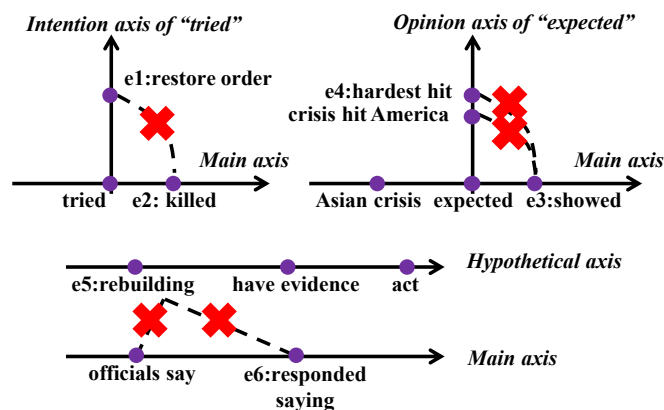 Intention axis of “tried”
e1:restore order
Main axis
tried
e2: killed
Opinion axis of “expected”
e4:hardest hit
crisis hit America
Main axis
Asian crisis
expected
e3:showed
Hypothetical axis
e5:rebuilding
have evidence
act
Main axis
officials say
e6:responded
saying